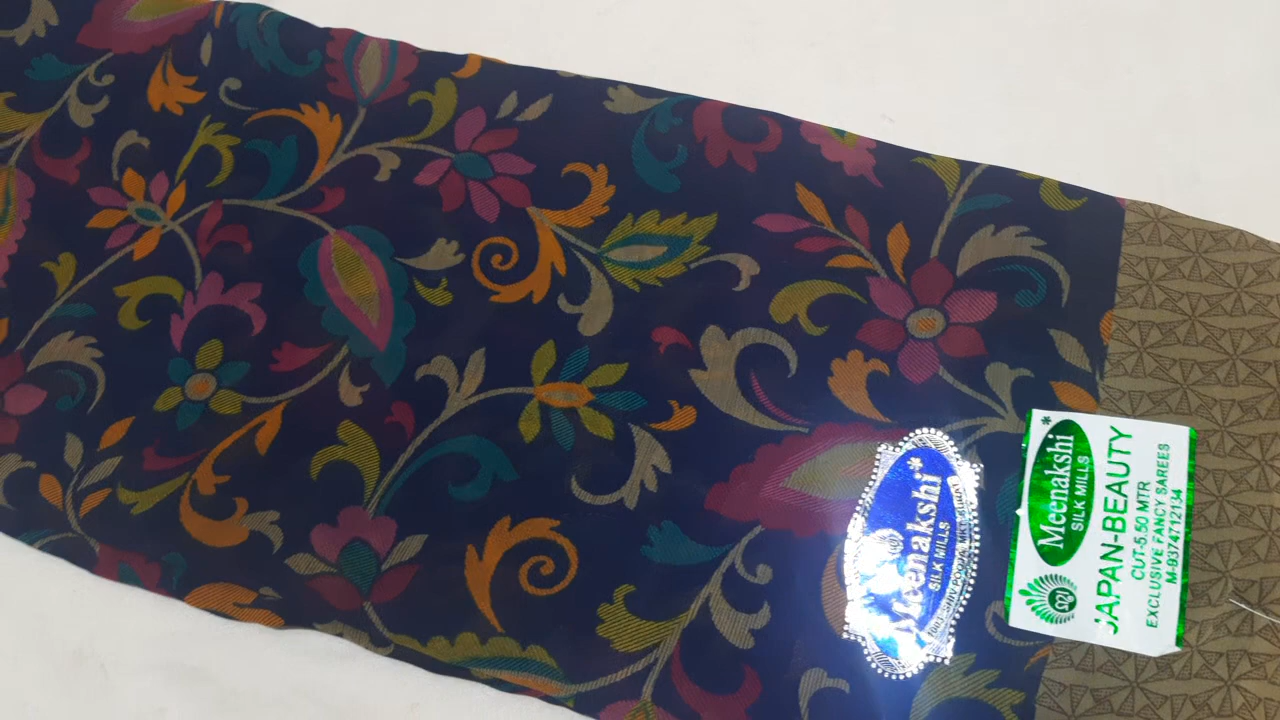 Meenakshi*
SILK MILLS
Meenakshi*
SILK MILLS
JAPAN-BEAUTY
CUT-5.50 MTR
EXCLUSIVE FANCY SAREES
M-9374712134